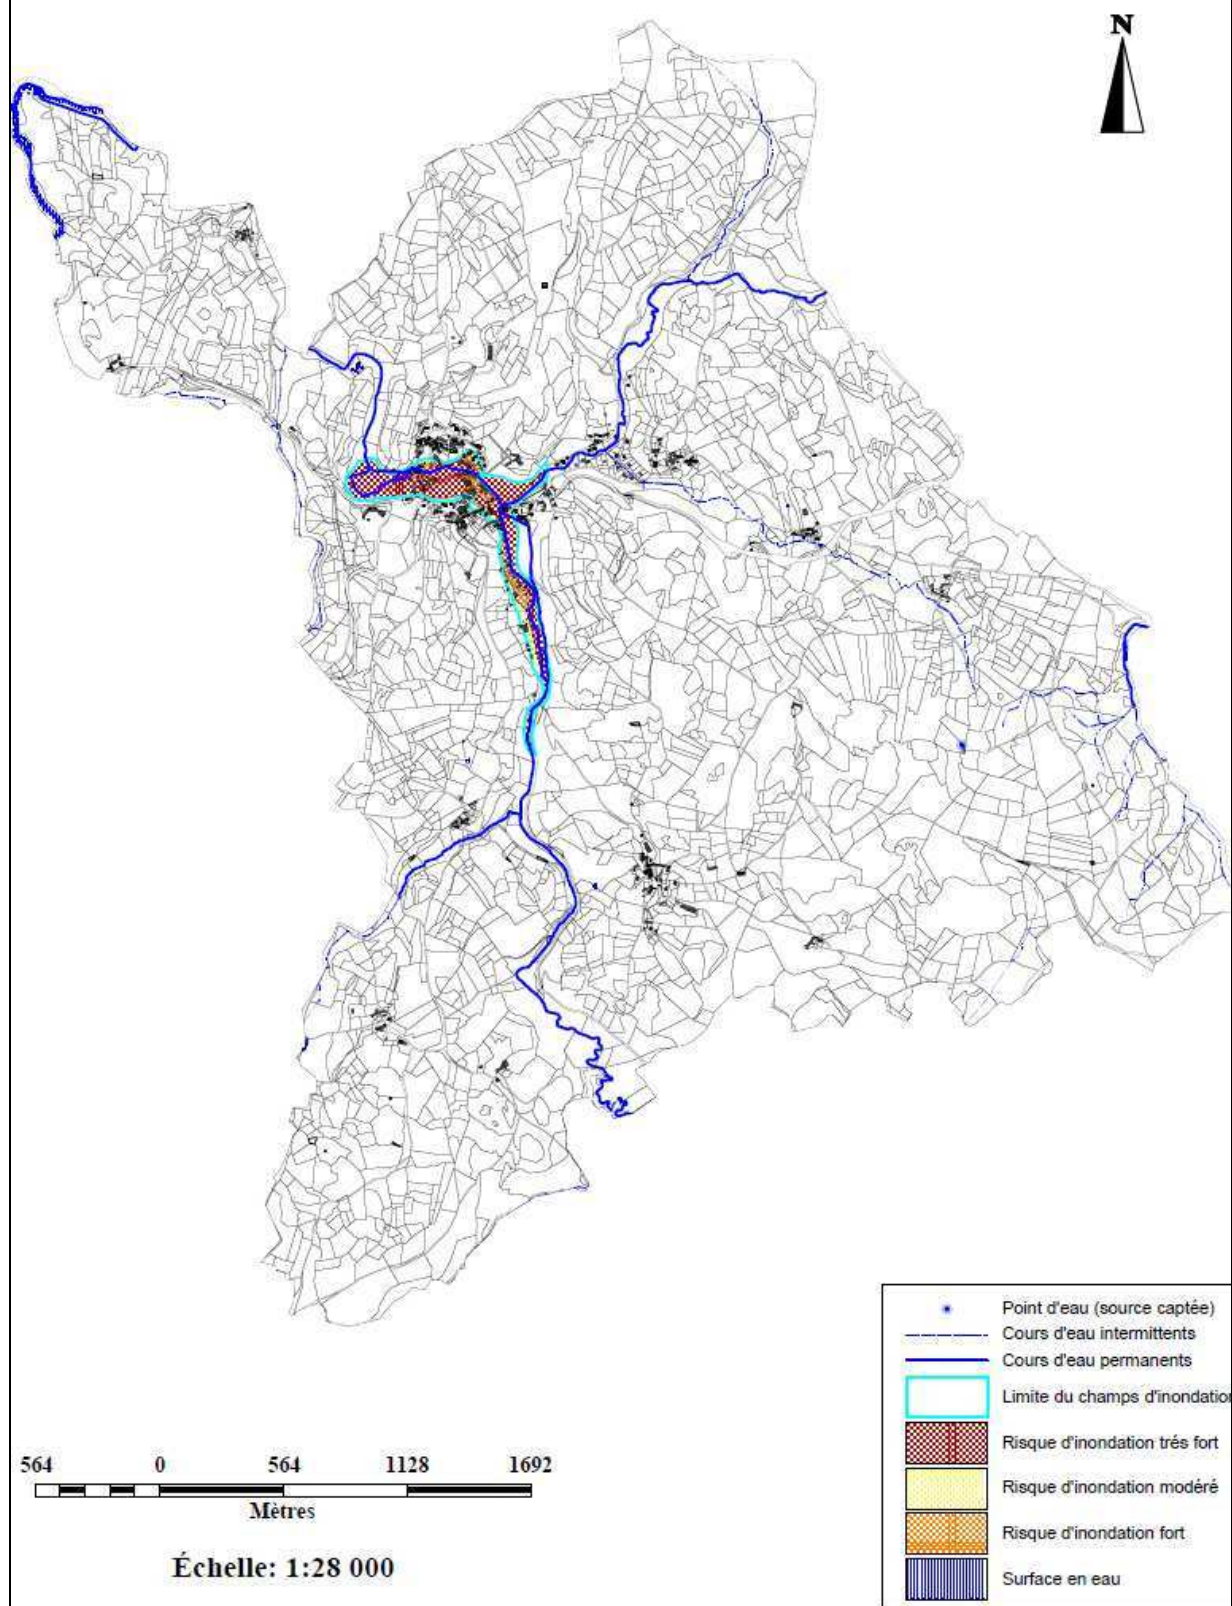 N
Point d'eau (source captée)
Cours d'eau intermittents
Cours d'eau permanents
Limite du champs d'inondation
Risque d'inondation trés fort
Risque d'inondation modéré
Risque d'inondation fort
Surface en eau
564 0 564 1128 1692
Mètres
Échelle: 1:28 000